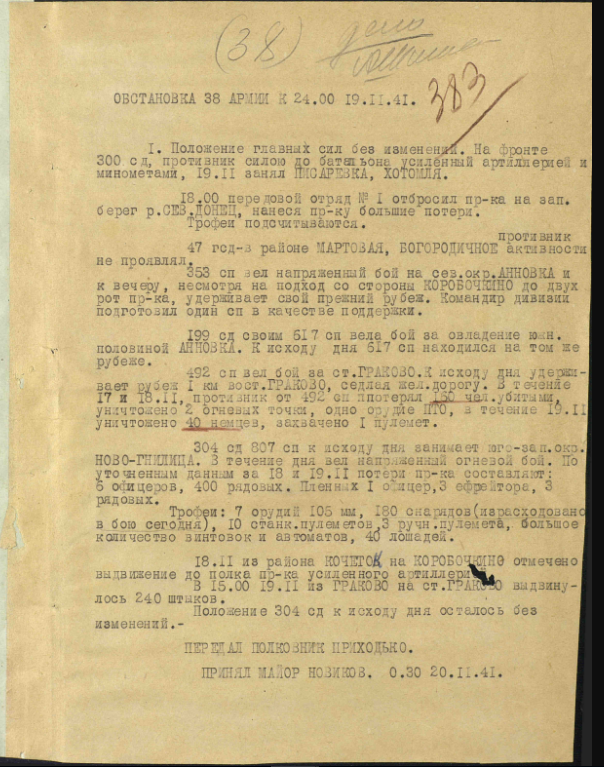 (38) дело
383
ОБСТАНОВКА 38 АРМИИ К 24.00 19.II.41.
I. Положение главных сил без изменений. На фронте
300 сд, противник силою до батальона усиленный артиллерией и
минометами, 19.II занял ПИСАРЕВКА, ХОТОМЛЯ.
18.00 передовой отряд № I отбросил пр-ка на зап.
берег р.СЕВ.ДОНЕЦ, нанеся пр-ку большие потери.
Трофеи подсчитываются.
противник
47 гсд-в районе МАРТОВАЯ, БОГОРОДИЧНОЕ активности
не проявлял.
353 сп вел напряженный бой на сев.окр.АННОВКА и
к вечеру, несмотря на подход со стороны КОРОБОЧКИНО до двух
рот пр-ка, удерживает свой прежний рубеж. Командир дивизии
подготовил один сп в качестве поддержки.
199 сд своим 617 сп вела бой за овладение южн.
половиной АННОВКА. К исходу дня 617 сп находился на том же
рубеже.
492 сп вел бой за ст.ГРАКОВО. К исходу дня удержи-
вает рубеж I км вост.ГРАКОВО, седлая жел.дорогу. В течение
17 и 18.II, противник от 492 сп ппотерял 150 чел.убитыми,
уничтожено 2 огневых точки, одно орудие ПТО, в течение 19.II
уничтожено 40 немцев, захвачено I пулемет.
304 сд 807 сп к исходу дня занимает юго-зап.окр.
НОВО-ГНИЛИЦА. В течение дня вел напряженный огневой бой. По
уточненным данным за 18 и 19.II потери пр-ка составляют:
6 офицеров, 400 рядовых. Пленных I офицер,3 ефрейтора, 3
рядовых.
Трофеи: 7 орудий 105 мм, 180 снарядов(израсходовано
в бою сегодня), 10 станк.пулеметов,3 ручн.пулемета, большое
количество винтовок и автоматов, 40 лошадей.
18.II из района КОЧЕТОК на КОРОБОЧКИНО отмечено
выдвижение до полка пр-ка усиленного артиллерией
В 15.00 19.II из ГРАКОВО на ст.ГРАКОВО выдвину-
лось 240 штыков.
Положение 304 сд к исходу дня осталось без
изменений.-
ПЕРЕДАЛ ПОЛКОВНИК ПРИХОДЬКО.
ПРИНЯЛ МАЙОР НОВИКОВ. 0.30 20.II.41.